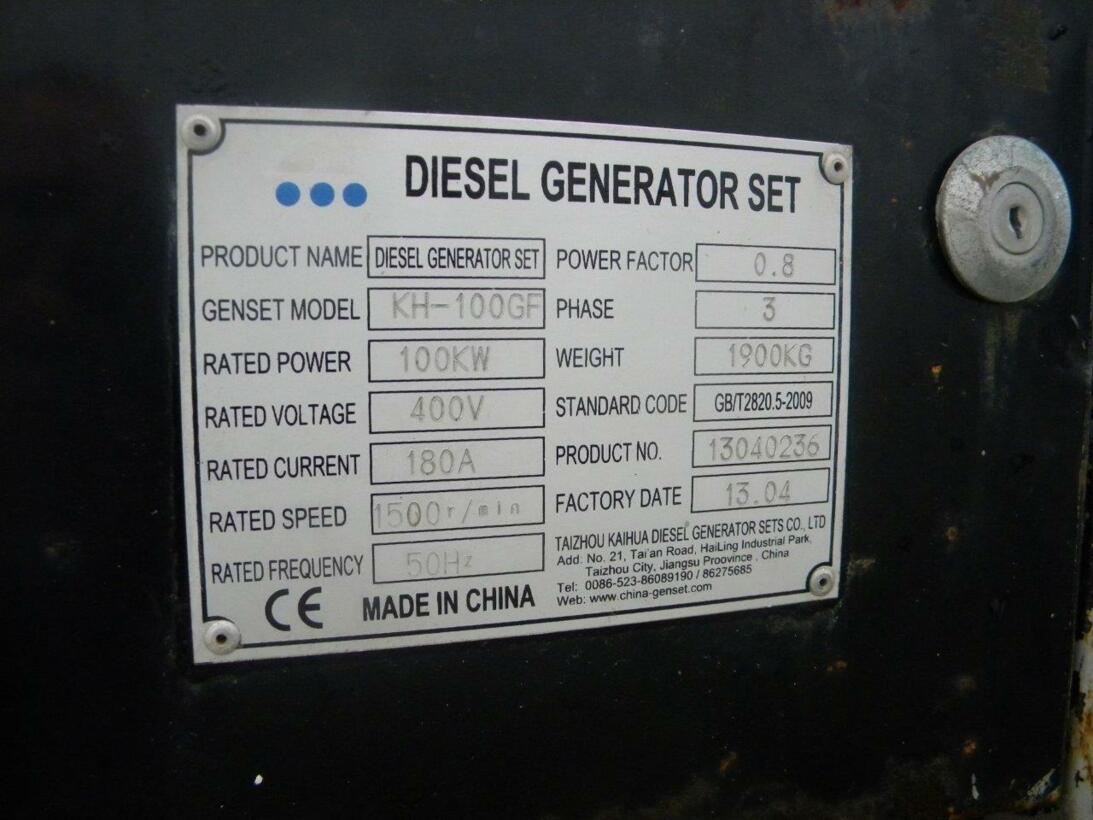 DIESEL GENERATOR SET
PRODUCT NAME DIESEL GENERATOR SET
GENSET MODEL KH-100GF
RATED POWER 100KW
RATED VOLTAGE 400V
RATED CURRENT 180A
RATED SPEED 1500r/min
RATED FREQUENCY 50Hz
CE MADE IN CHINA
POWER FACTOR 0.8
PHASE 3
WEIGHT 1900KG
STANDARD CODE GB/T2820.5-2009
PRODUCT NO. 13040236
FACTORY DATE 13.04
TAIZHOU KAIHUA DIESEL GENERATOR SETS CO., LTD
Add: No. 21, Tai'an Road, HaiLing Industrial Park,
Taizhou City, Jiangsu Proovince , China
Tel: 0086-523-86089190 / 86275685
Web: www.china-genset.com